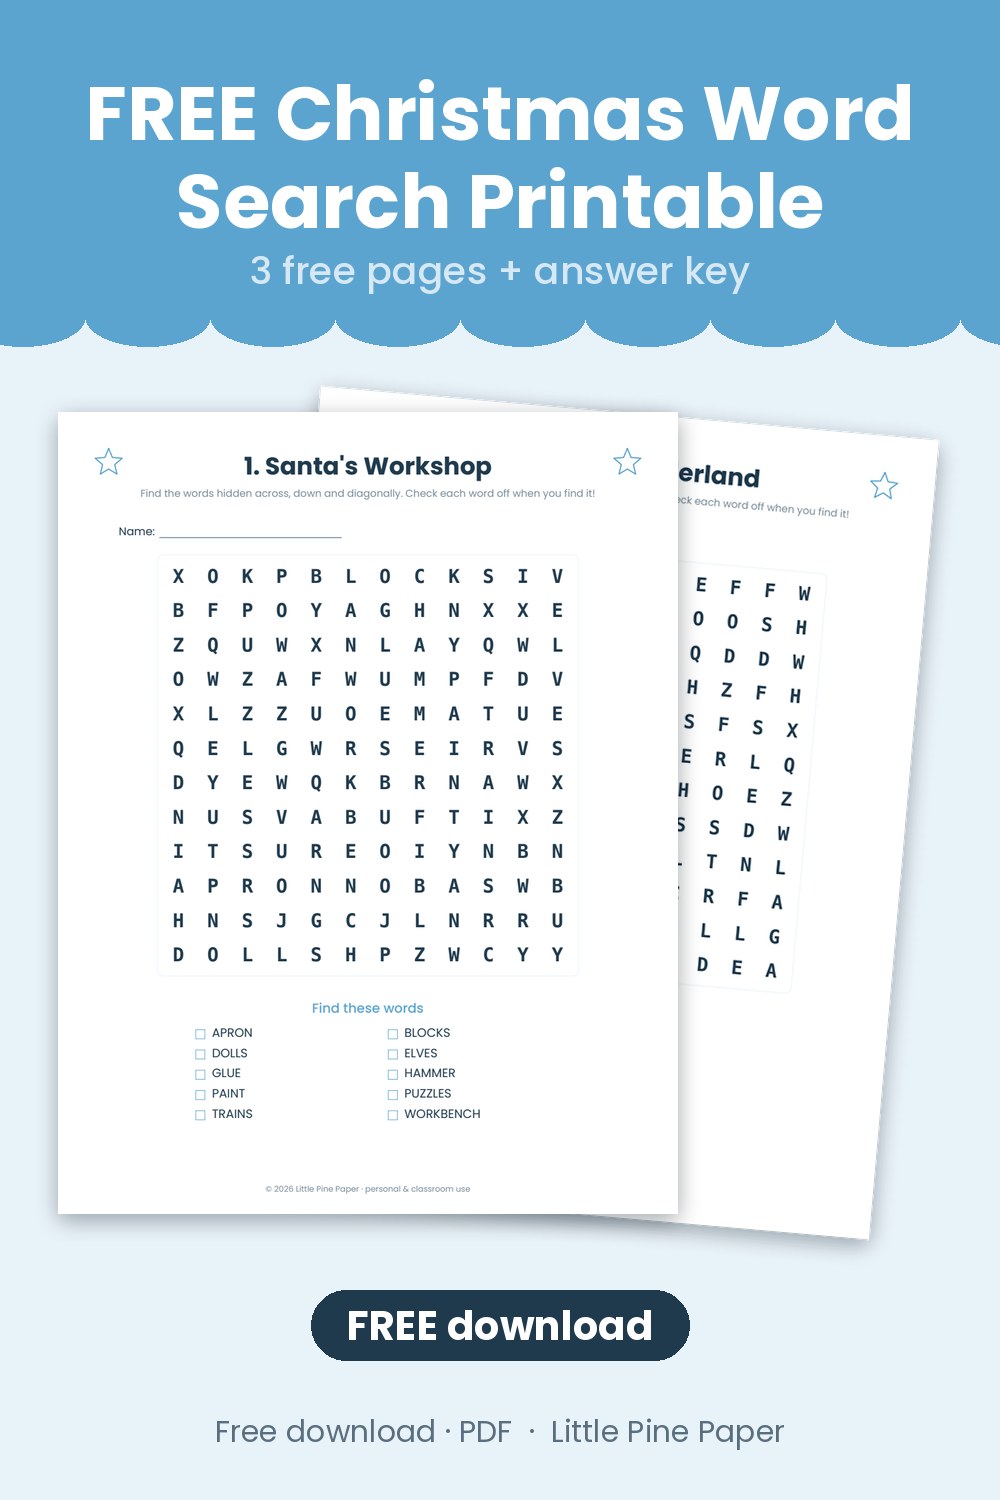 FREE Christmas Word
Search Printable
3 free pages + answer key
1. Santa's Workshop
Find the words hidden across, down and diagonally. Check each word off when you find it!
Name:
X O K P B L O C K S I V
B F P O Y A G H N X X E
Z Q U W X N L A Y Q W L
O W Z A F W U M P F D V
X L Z Z U O E M A T U E
Q E L G W R S E I R V S
D Y E W Q K B R N A W X
N U S V A B U F T I X Z
I T S U R E O I Y N B N
A P R O N N O B A S W B
H N S J G C J L N R R U
D O L L S H P Z W C Y Y
Find these words
APRON
DOLLS
GLUE
PAINT
TRAINS
BLOCKS
ELVES
HAMMER
PUZZLES
WORKBENCH
© 2026 Little Pine Paper · personal & classroom use
erland
each word off when you find it!
E F F W
O O S H
Q D D W
H Z F H
S F S X
E R L Q
H O E Z
S S D W
T N L
R F A
L L G
D E A
FREE download
Free download · PDF · Little Pine Paper